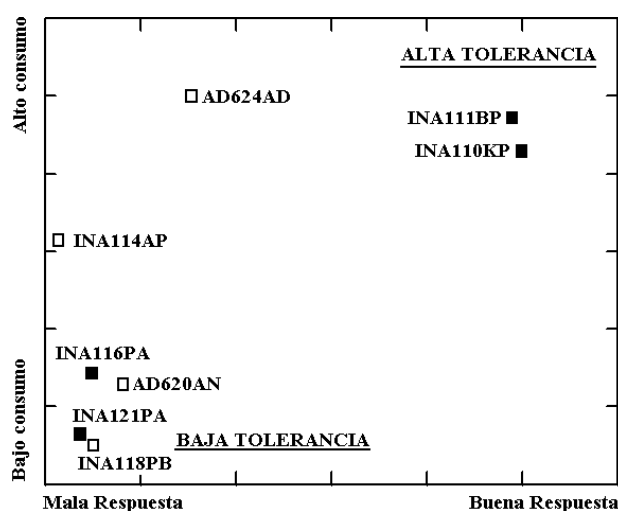 Alto consumo
ALTA TOLERANCIA
AD624AD
INA111BP
INA110KP
INA114AP
INA116PA
AD620AN
INA121PA
BAJA TOLERANCIA
INA118PB
Bajo consumo
Mala Respuesta
Buena Respuesta